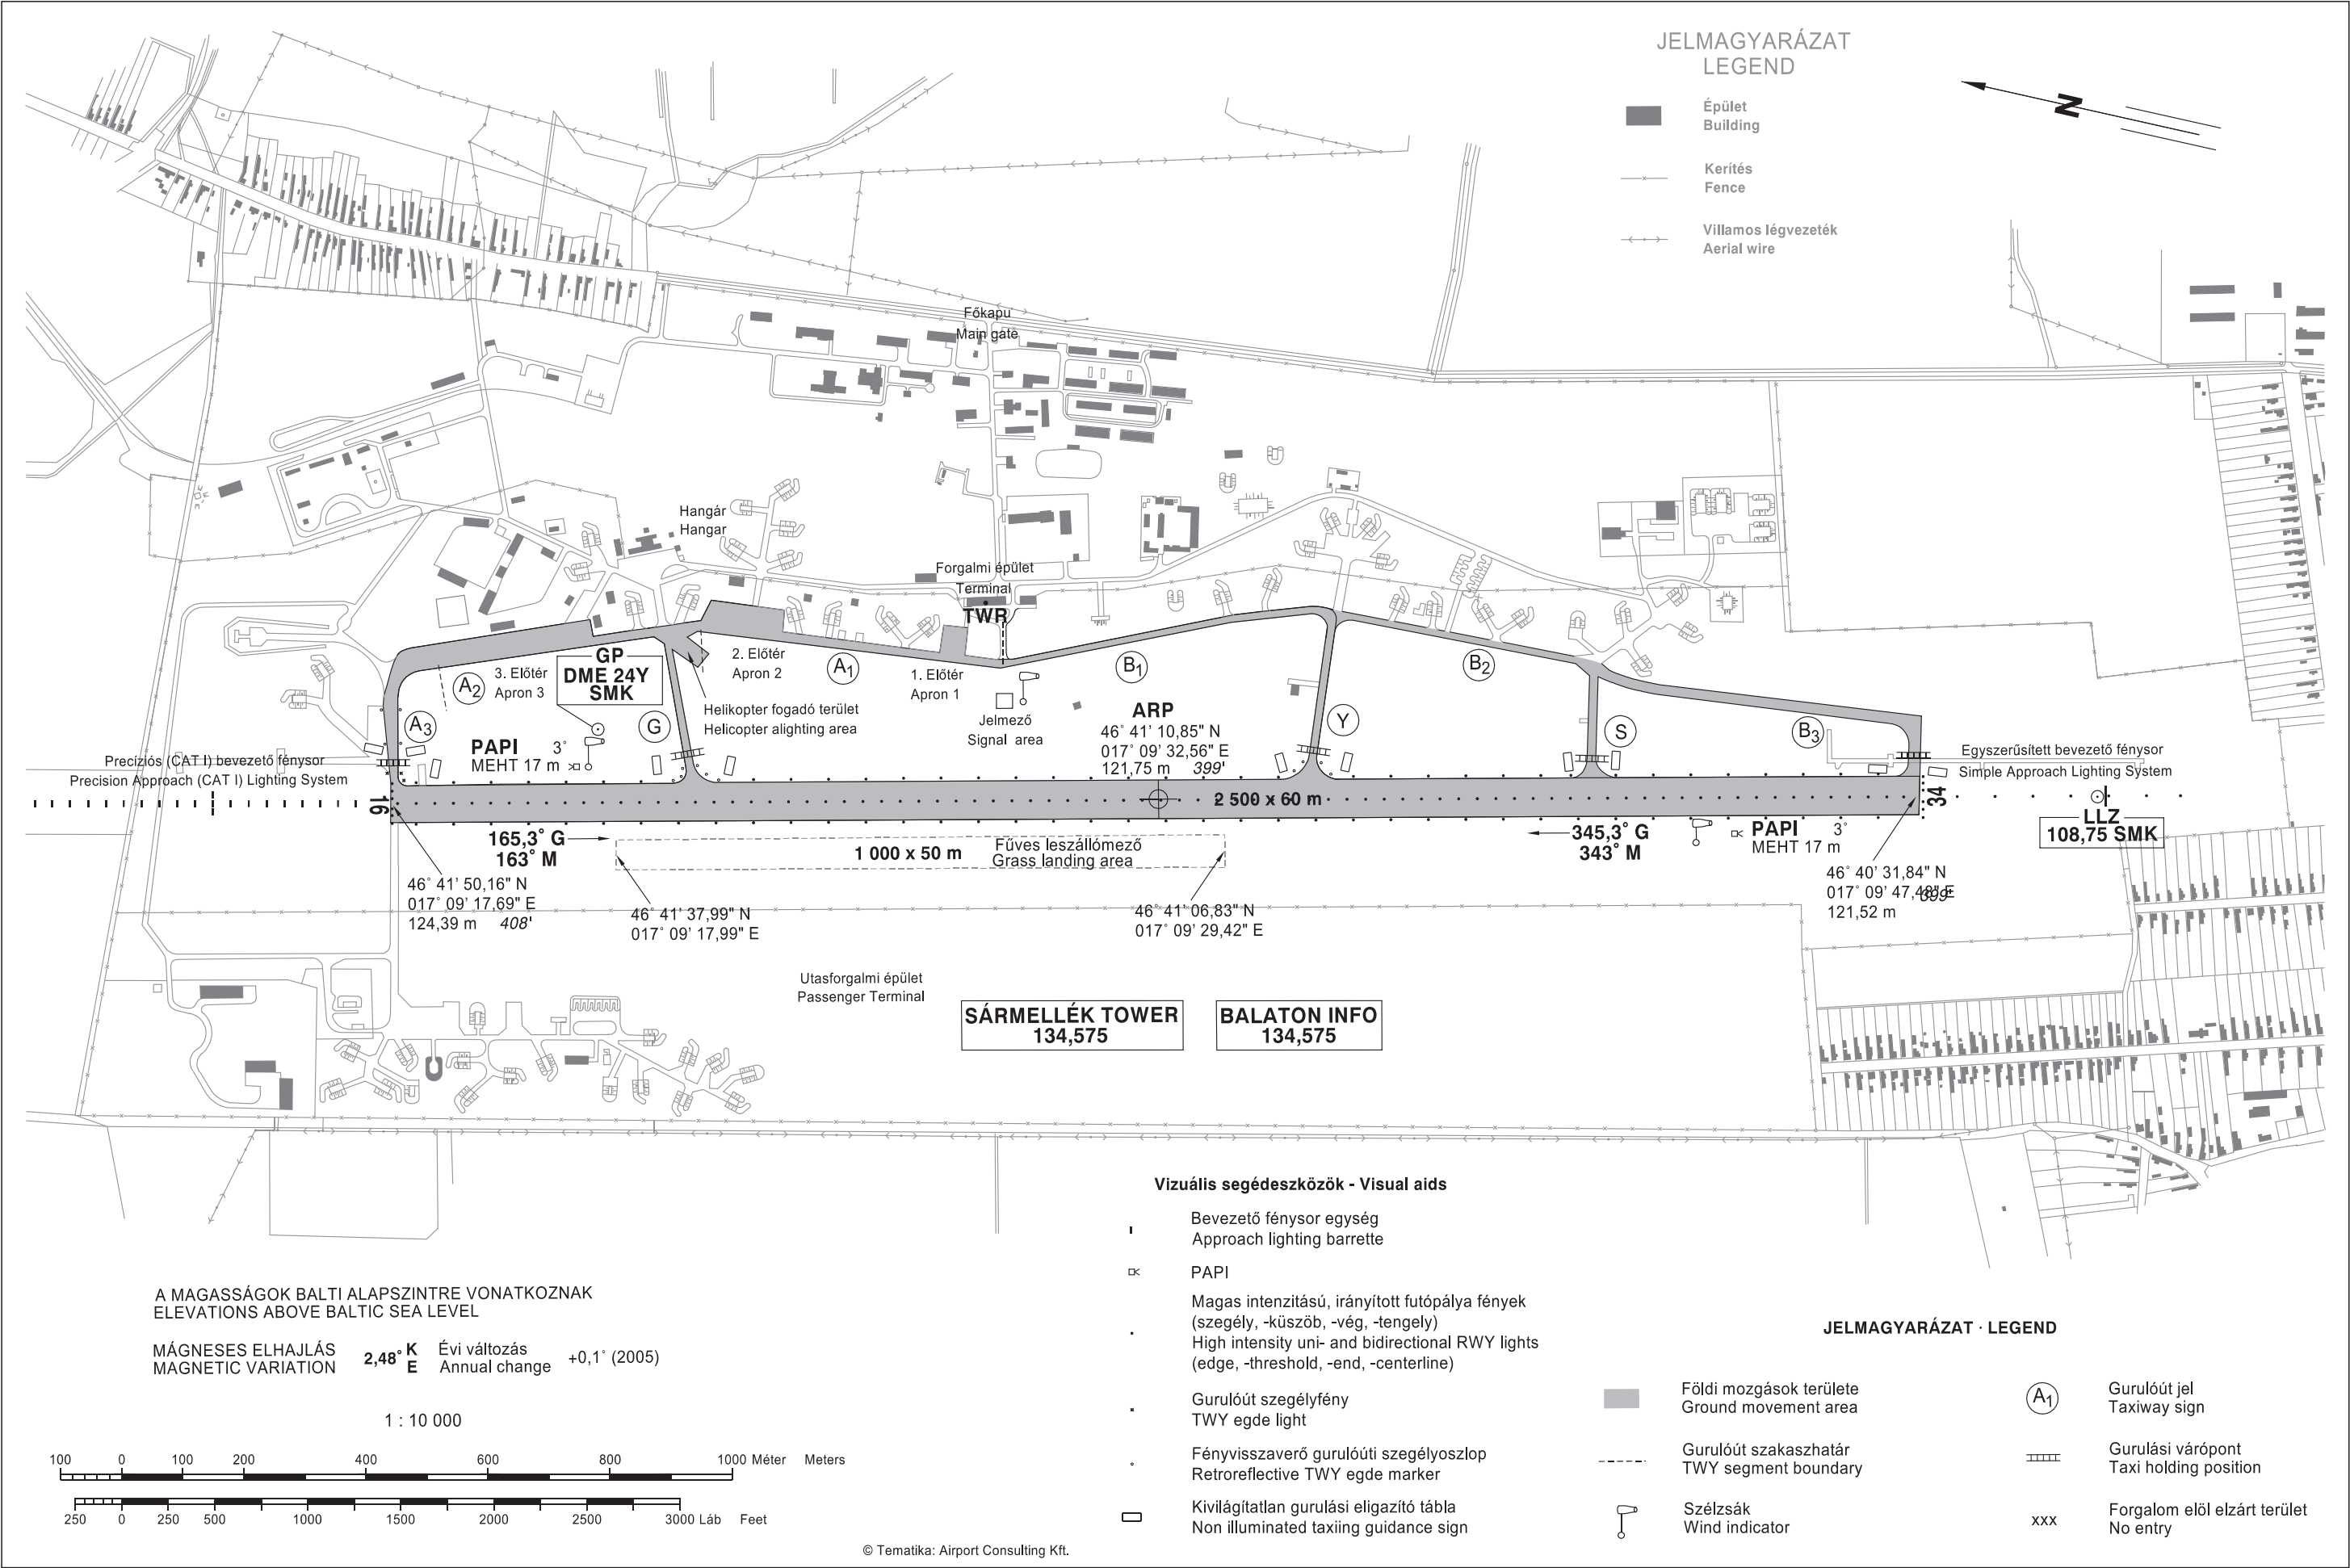 JELMAGYARÁZAT
LEGEND
Épület
Building
Kerítés
Fence
Villamos légvezeték
Aerial wire
N
Főkapu
Main gate
Hangár
Hangar
Forgalmi épület
Terminal
TWR
GP
DME 24Y
SMK
3. Előtér
Apron 3
2. Előtér
Apron 2
1. Előtér
Apron 1
A1
A2
A3
B1
B2
B3
G
Y
S
Helikopter fogadó terület
Helicopter alighting area
Jelmező
Signal area
ARP
46° 41' 10,85" N
017° 09' 32,56" E
121,75 m 399'
PAPI 3°
MEHT 17 m
Precíziós (CAT I) bevezető fénysor
Precision Approach (CAT I) Lighting System
Egyszerűsített bevezető fénysor
Simple Approach Lighting System
16
2 500 x 60 m
34
LLZ
108,75 SMK
165,3° G
163° M
1 000 x 50 m
Fűves leszállómező
Grass landing area
345,3° G
343° M
PAPI 3°
MEHT 17 m
46° 41' 50,16" N
017° 09' 17,69" E
124,39 m 408'
46° 41' 37,99" N
017° 09' 17,99" E
46° 41' 06,83" N
017° 09' 29,42" E
46° 40' 31,84" N
017° 09' 47,48" E
399'
121,52 m
Utasforgalmi épület
Passenger Terminal
SÁRMELLÉK TOWER
134,575
BALATON INFO
134,575
A MAGASSÁGOK BALTI ALAPSZINTRE VONATKOZNAK
ELEVATIONS ABOVE BALTIC SEA LEVEL
MÁGNESES ELHAJLÁS
MAGNETIC VARIATION
2,48° K
E
Évi változás
Annual change
+0,1° (2005)
1 : 10 000
100 0 100 200 400 600 800 1000 Méter Meters
250 0 250 500 1000 1500 2000 2500 3000 Láb Feet
Vizuális segédeszközök - Visual aids
Bevezető fénysor egység
Approach lighting barrette
PAPI
Magas intenzitású, irányított futópálya fények
(szegély, -küszöb, -vég, -tengely)
High intensity uni- and bidirectional RWY lights
(edge, -threshold, -end, -centerline)
Gurulóút szegélyfény
TWY egde light
Fényvisszaverő gurulóúti szegélyoszlop
Retroreflective TWY egde marker
Kivilágítatlan gurulási eligazító tábla
Non illuminated taxiing guidance sign
JELMAGYARÁZAT · LEGEND
Földi mozgások területe
Ground movement area
Gurulóút szakaszhatár
TWY segment boundary
Szélzsák
Wind indicator
A1
Gurulóút jel
Taxiway sign
Gurulási várópont
Taxi holding position
xxx
Forgalom elöl elzárt terület
No entry
© Tematika: Airport Consulting Kft.